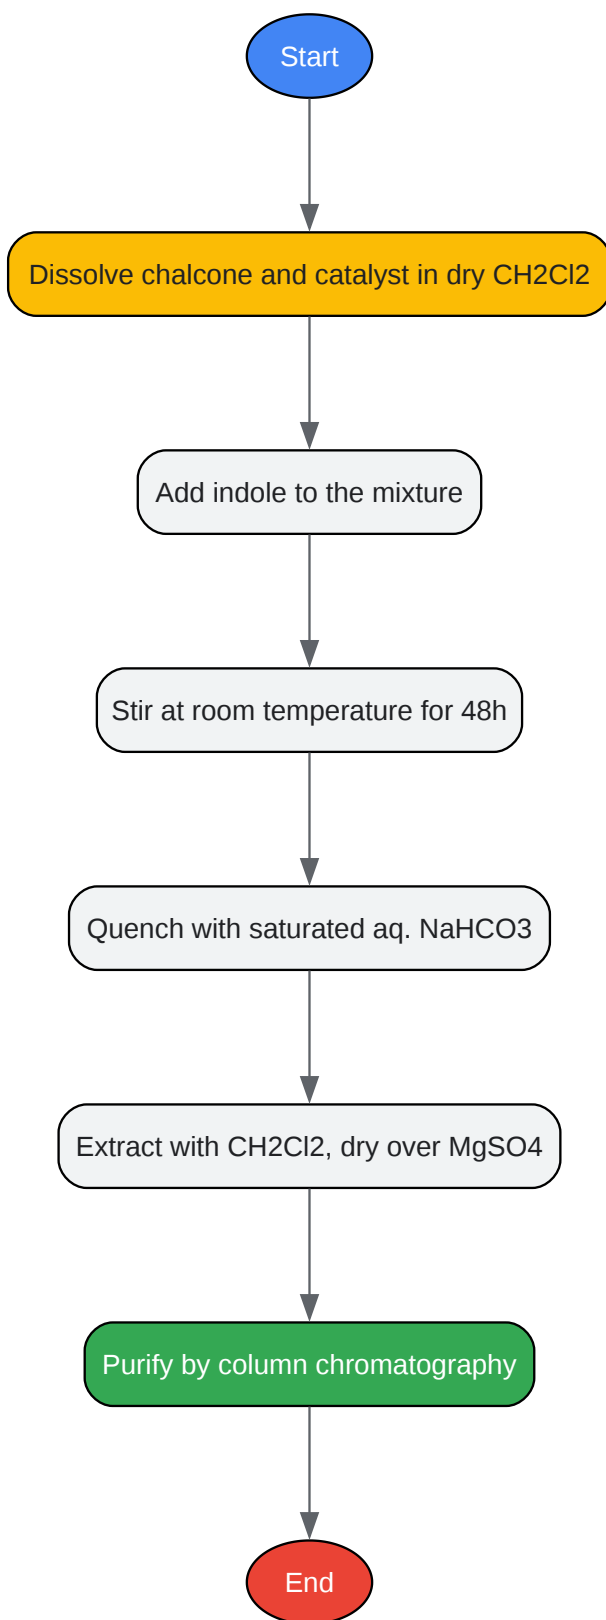 Start
Dissolve chalcone and catalyst in dry CH2Cl2
Add indole to the mixture
Stir at room temperature for 48h
Quench with saturated aq. NaHCO3
Extract with CH2Cl2, dry over MgSO4
Purify by column chromatography
End